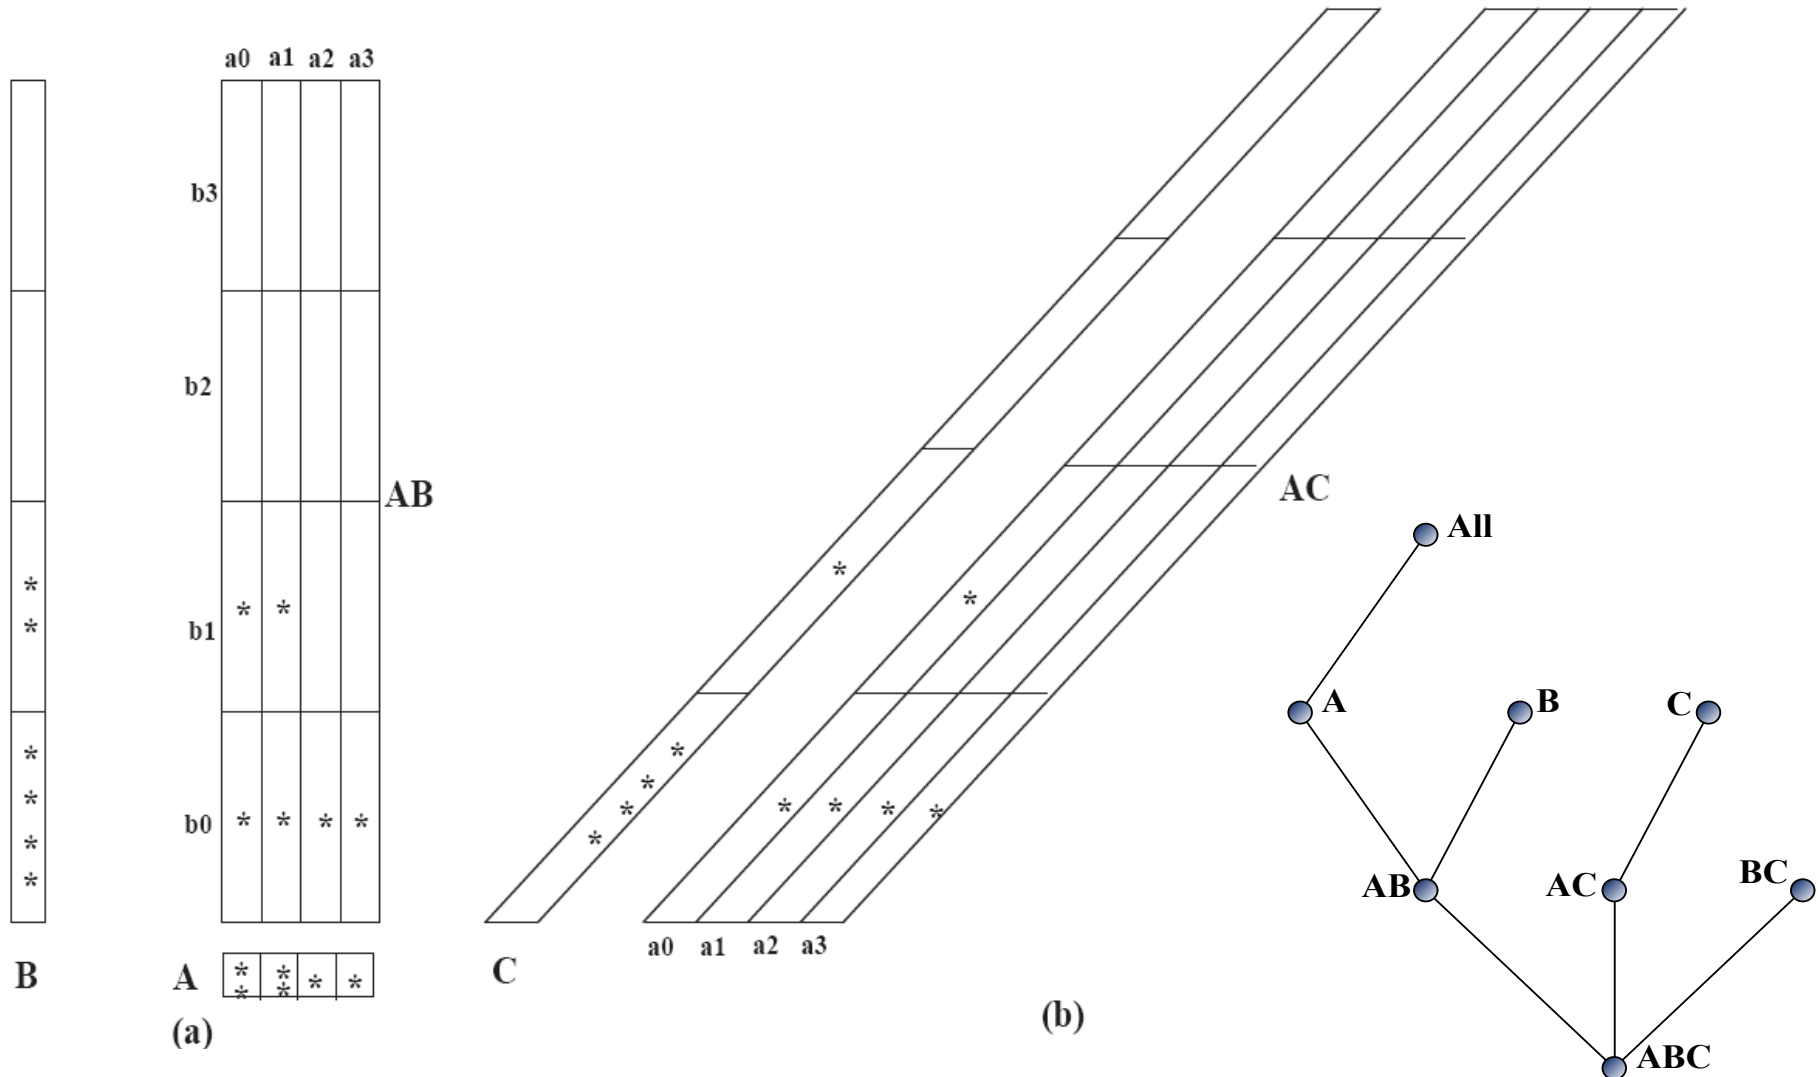 a0 a1 a2 a3
b3
b2
AB
b1
* *
* *
b0
* * * *
* * * *
B
A
* * * *
* *
(a)
*
* * * *
C
*
* * * *
a0 a1 a2 a3
AC
(b)
All
A B C
AB AC BC
ABC